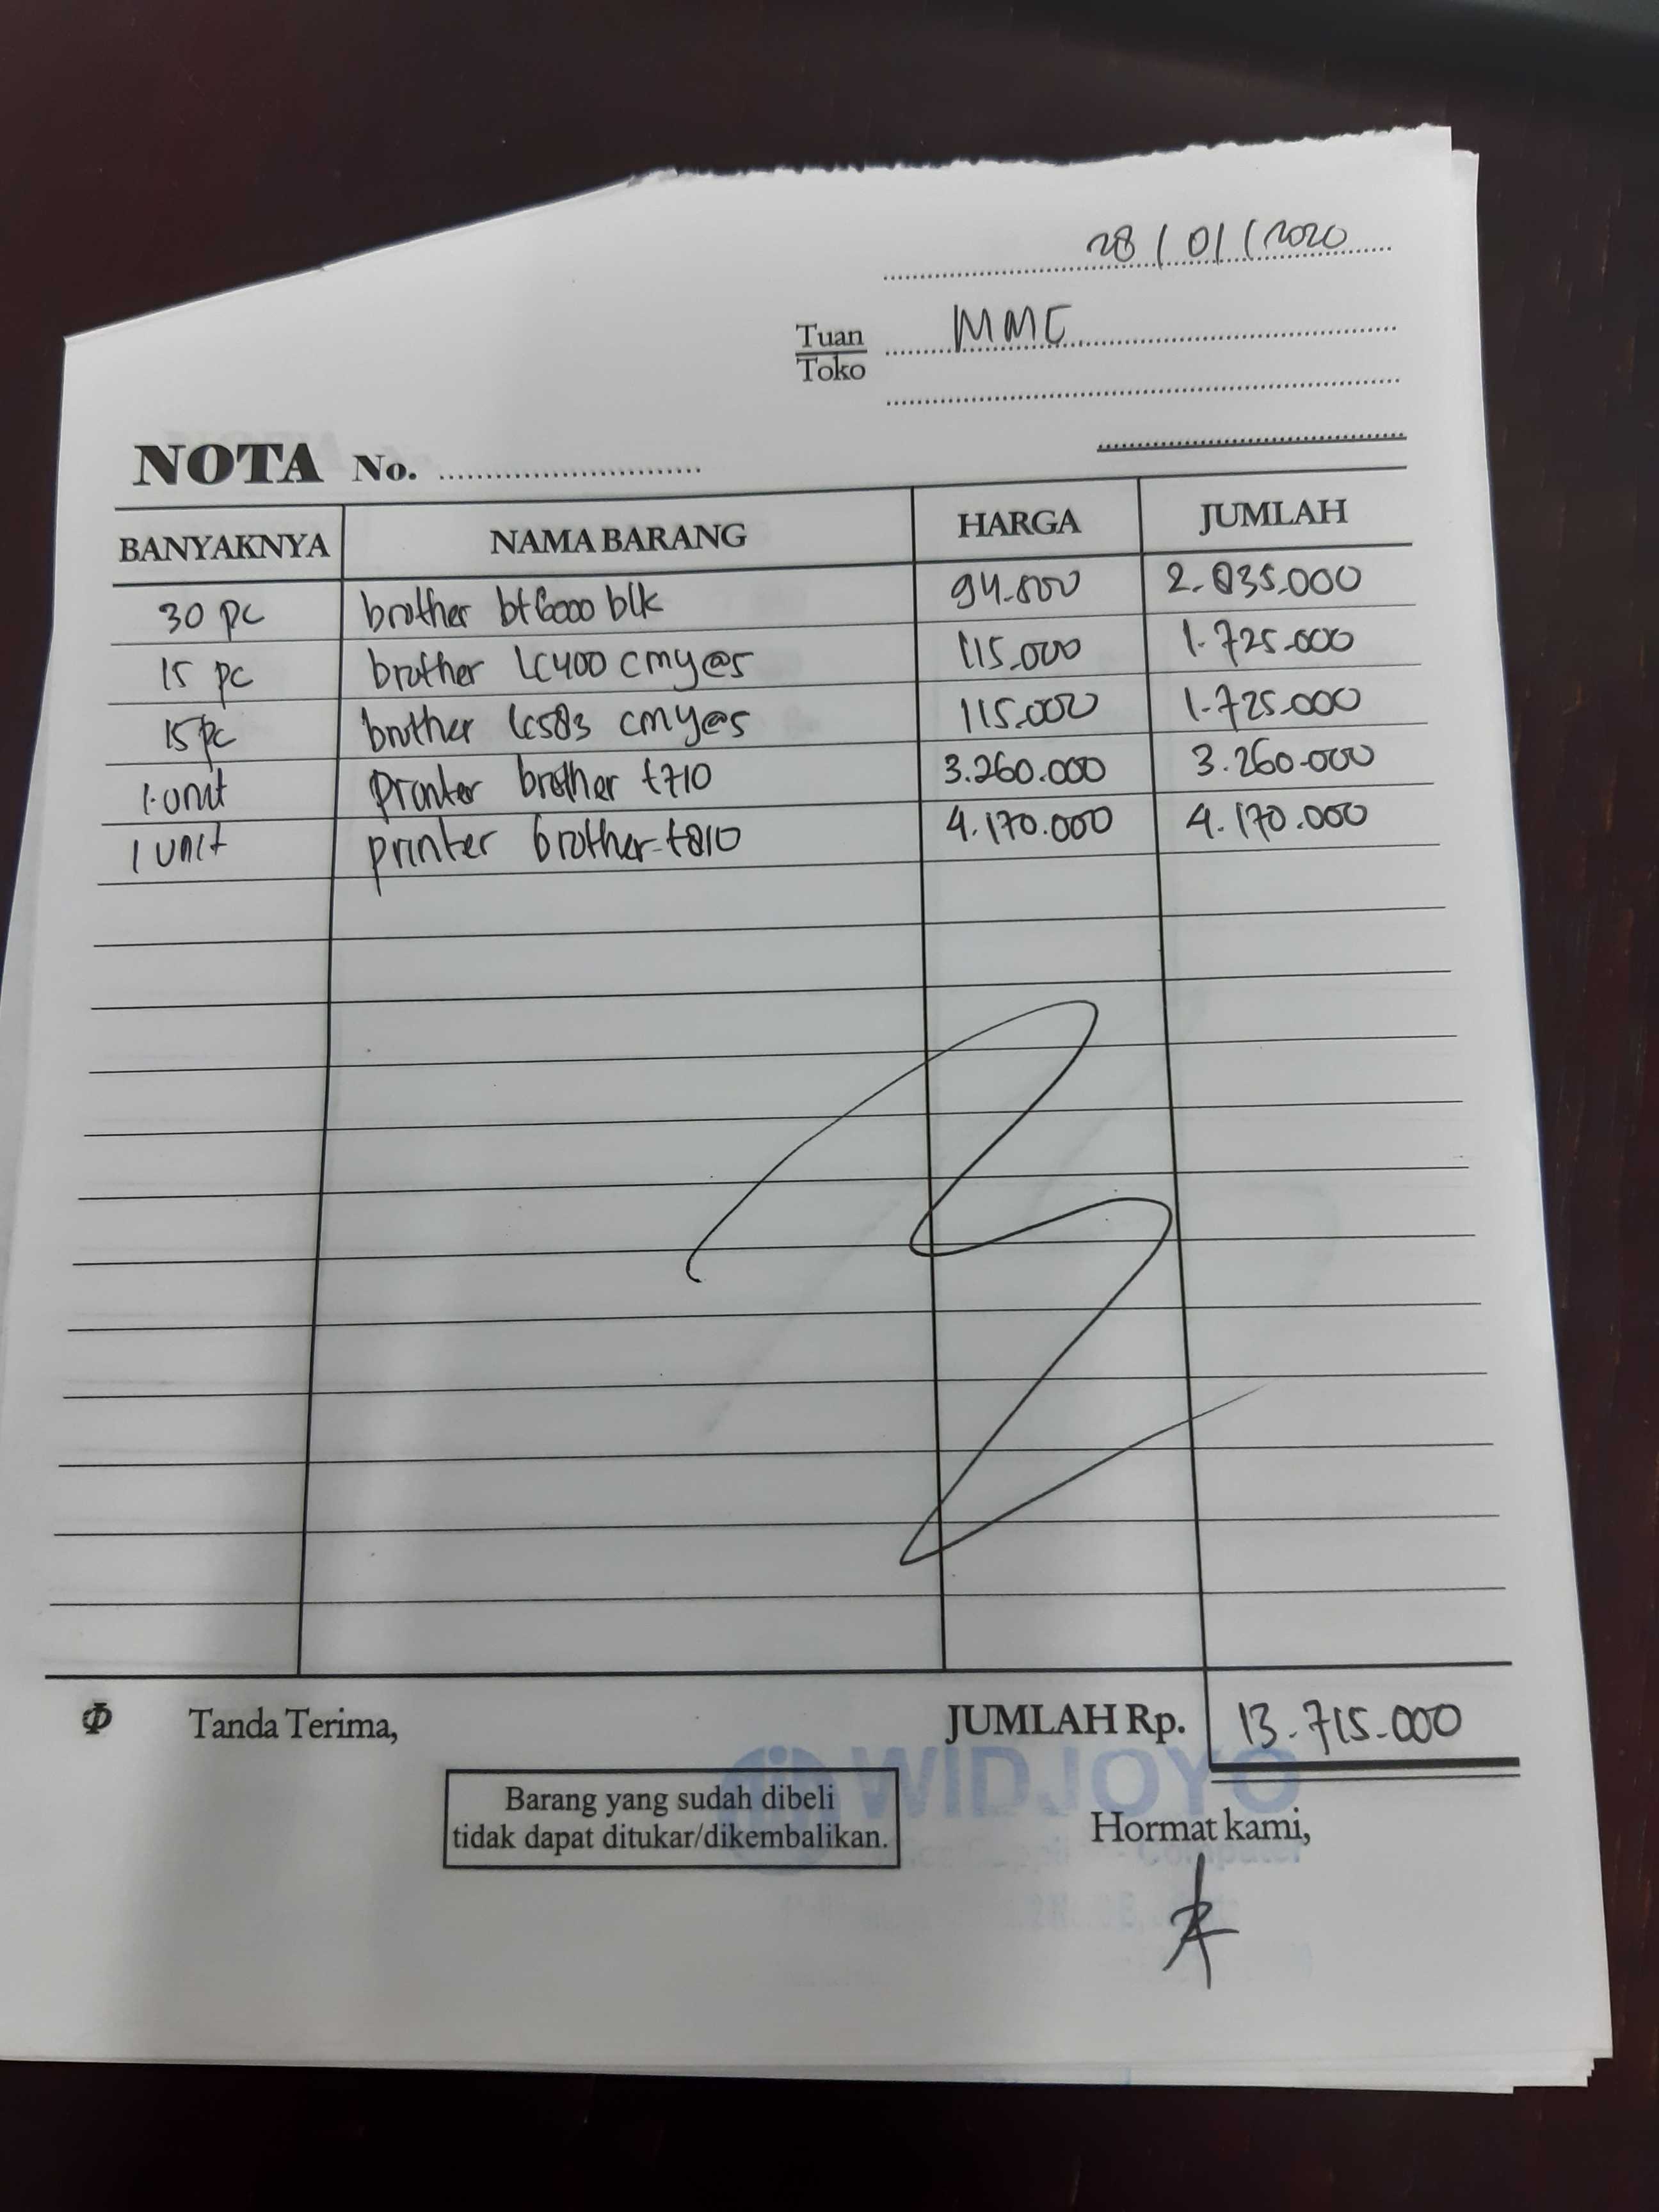 28/01/2020
Tuan MMC
Toko
NOTA No.
BANYAKNYA NAMA BARANG HARGA JUMLAH
30 pc brother bt6000 blk 94.500 2.835.000
15 pc brother lc400 cmy@5 115.000 1.725.000
15 pc brother lc583 cmy@5 115.000 1.725.000
1 unit Pronter brother t710 3.260.000 3.260.000
1 unit printer brother t810 4.170.000 4.170.000
Tanda Terima, JUMLAH Rp. 13.715.000
WIDJOYO
Barang yang sudah dibeli
tidak dapat ditukar/dikembalikan.
Hormat kami,